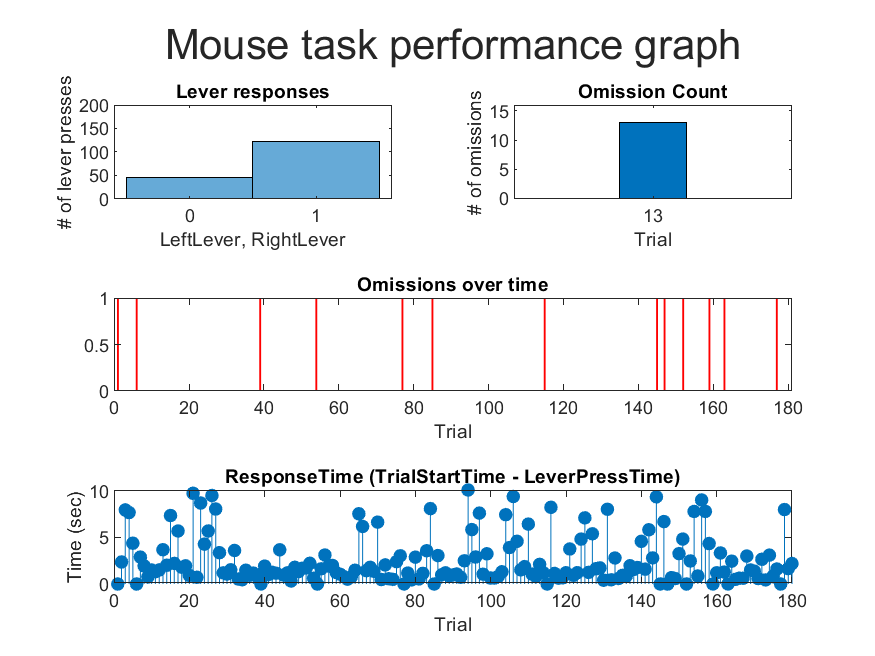 Mouse task performance graph
Lever responses
# of lever presses
200
150
100
50
0
0 1
LeftLever, RightLever
Omission Count
# of omissions
15
10
5
0
13
Trial
Omissions over time
1
0.5
0
0 20 40 60 80 100 120 140 160 180
Trial
ResponseTime (TrialStartTime - LeverPressTime)
Time (sec)
10
5
0
0 20 40 60 80 100 120 140 160 180
Trial